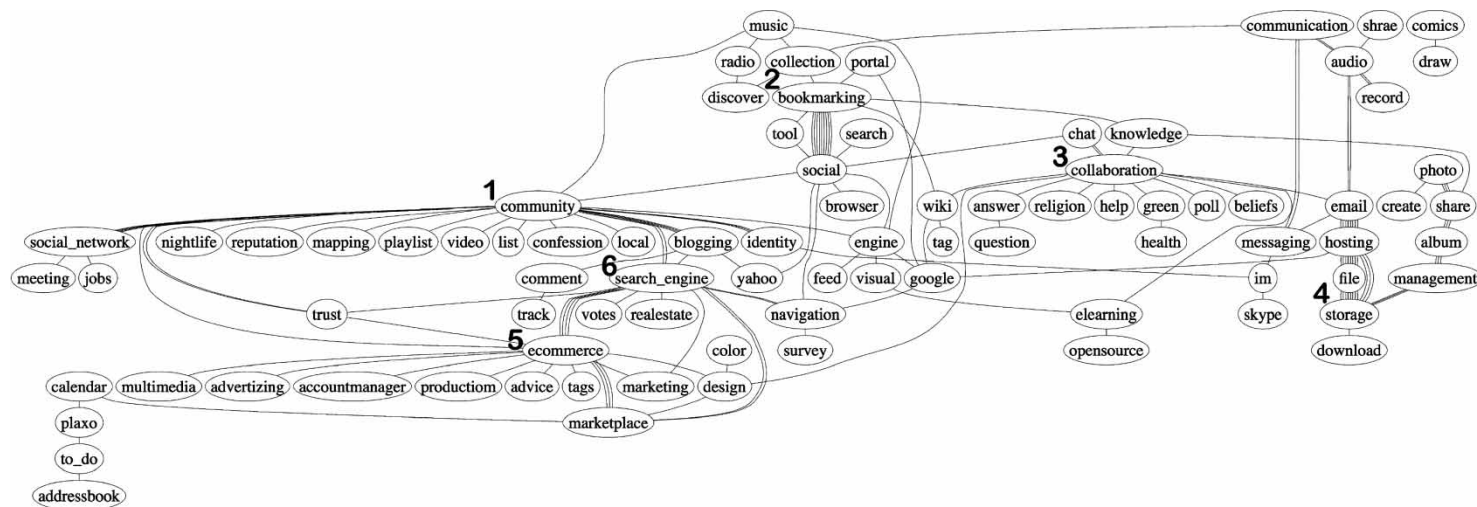 music communication shrae comics
radio collection portal audio draw
2
discover bookmarking record
tool search chat knowledge
3
social collaboration photo
1
community browser wiki answer religion help green poll beliefs email create share
social_network nightlife reputation mapping playlist video list confession local blogging identity engine tag question health messaging hosting album
6
meeting jobs comment search_engine yahoo feed visual google im file management
4
trust track votes realestate navigation elearning skype storage
5
ecommerce color survey opensource download
calendar multimedia advertizing accountmanager productiom advice tags marketing design
plaxo marketplace
to_do
addressbook